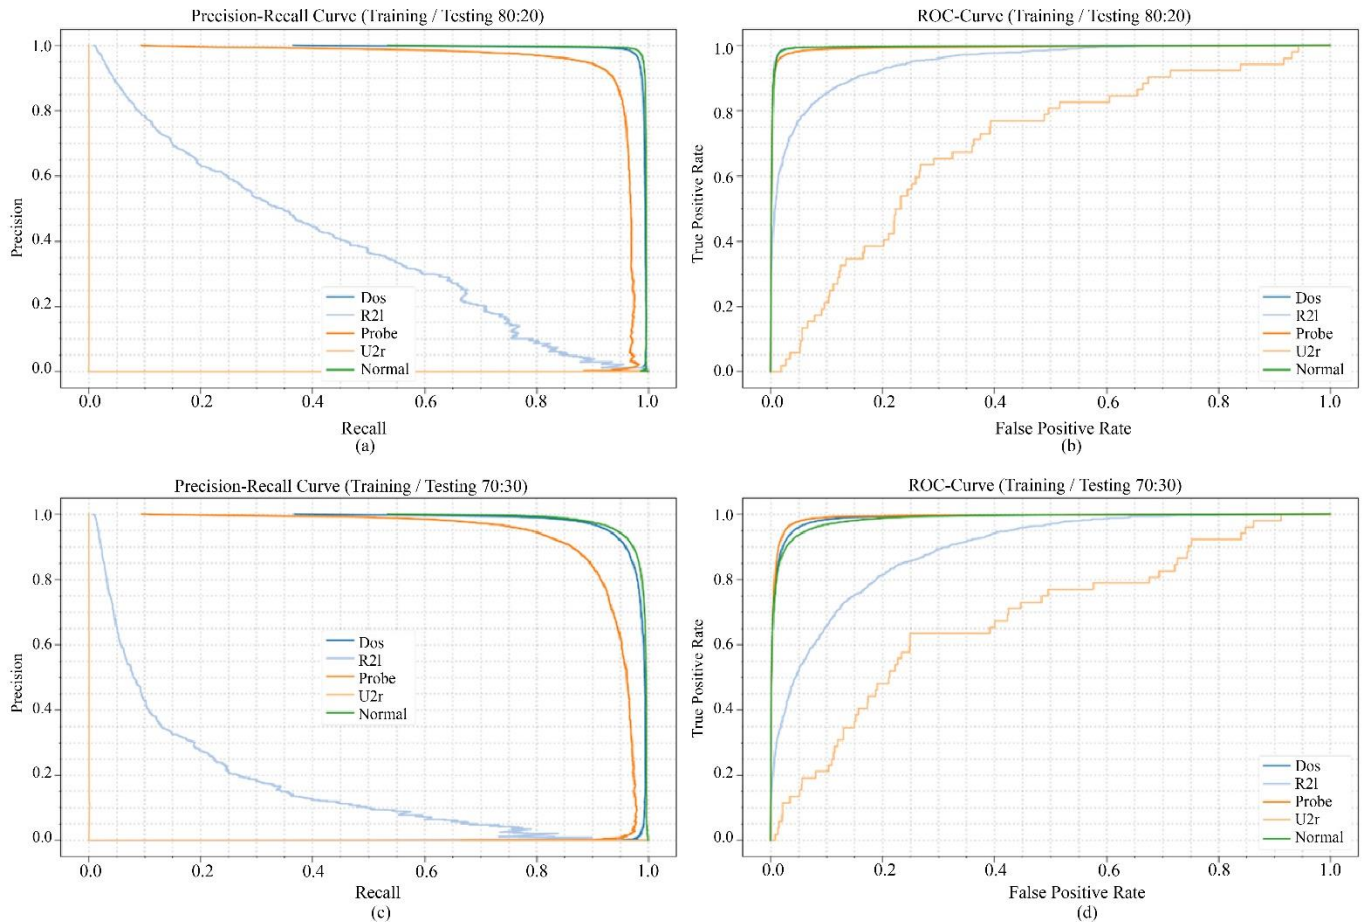 Precision-Recall Curve (Training / Testing 80:20)
1.0
0.8
0.6
0.4
0.2
0.0
Precision
Dos
R2l
Probe
U2r
Normal
0.0 0.2 0.4 0.6 0.8 1.0
Recall
(a)
ROC-Curve (Training / Testing 80:20)
1.0
0.8
0.6
0.4
0.2
0.0
True Positive Rate
Dos
R2l
Probe
U2r
Normal
0.0 0.2 0.4 0.6 0.8 1.0
False Positive Rate
(b)
Precision-Recall Curve (Training / Testing 70:30)
1.0
0.8
0.6
0.4
0.2
0.0
Precision
Dos
R2l
Probe
U2r
Normal
0.0 0.2 0.4 0.6 0.8 1.0
Recall
(c)
ROC-Curve (Training / Testing 70:30)
1.0
0.8
0.6
0.4
0.2
0.0
True Positive Rate
Dos
R2l
Probe
U2r
Normal
0.0 0.2 0.4 0.6 0.8 1.0
False Positive Rate
(d)